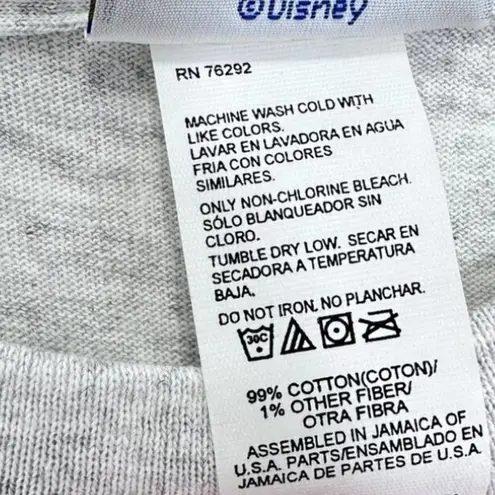 ©Disney
RN 76292
MACHINE WASH COLD WITH
LIKE COLORS.
LAVAR EN LAVADORA EN AGUA
FRIA CON COLORES
SIMILARES.
ONLY NON-CHLORINE BLEACH.
SÓLO BLANQUEADOR SIN
CLORO.
TUMBLE DRY LOW. SECAR EN
SECADORA A TEMPERATURA
BAJA.
DO NOT IRON. NO PLANCHAR.
30C
99% COTTON(COTON)/
1% OTHER FIBER/
OTRA FIBRA
ASSEMBLED IN JAMAICA OF
U.S.A. PARTS/ENSAMBLADO EN
JAMAICA DE PARTES DE U.S.A.